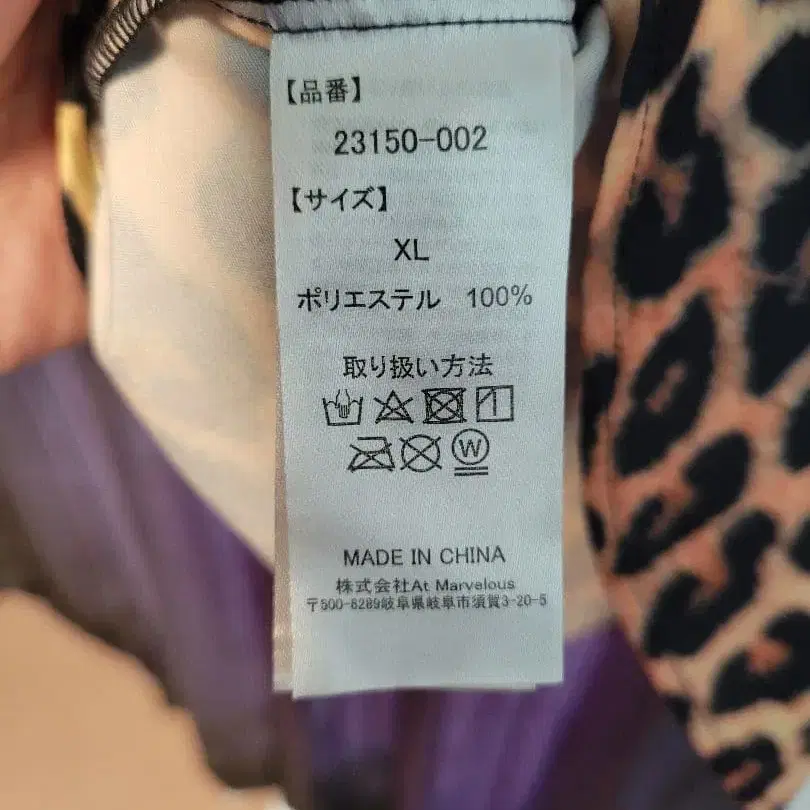 【品番】
23150-002
【サイズ】
XL
ポリエステル 100%
取り扱い方法
W
MADE IN CHINA
株式会社At Marvelous
〒500-8289岐阜県岐阜市須賀3-20-5